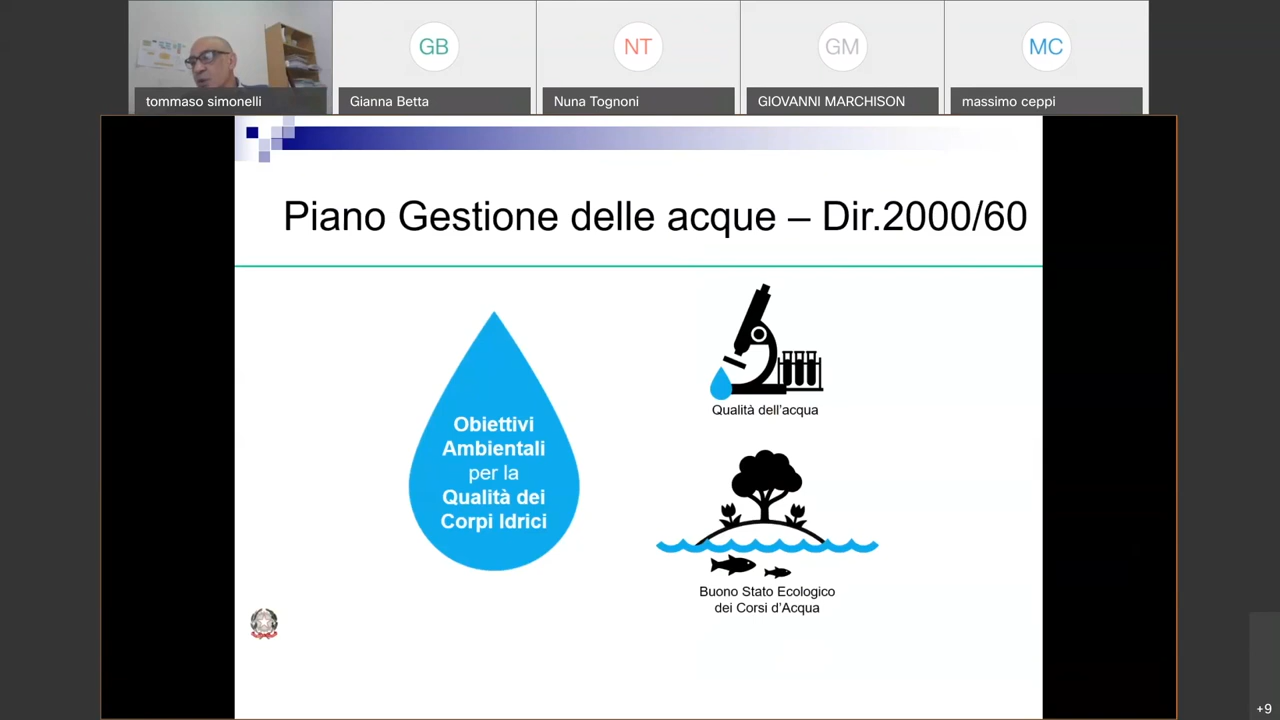 GB
NT
GM
MC
tommaso simonelli
Gianna Betta
Nuna Tognoni
GIOVANNI MARCHISON
massimo ceppi
Piano Gestione delle acque – Dir.2000/60
Obiettivi
Ambientali
per la
Qualità dei
Corpi Idrici
Qualità dell'acqua
Buono Stato Ecologico
dei Corsi d'Acqua
+9